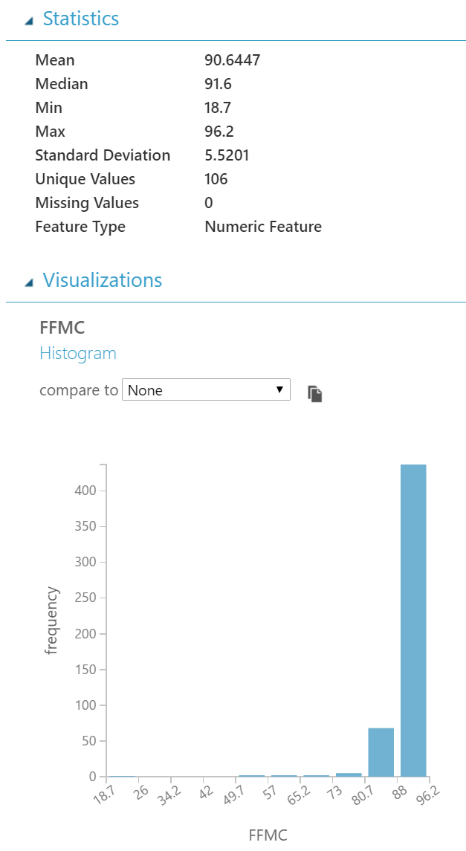 Statistics
Mean 90.6447
Median 91.6
Min 18.7
Max 96.2
Standard Deviation 5.5201
Unique Values 106
Missing Values 0
Feature Type Numeric Feature
Visualizations
FFMC
Histogram
compare to None
400
350
300
250
200
150
100
50
0
frequency
18.7 26 34.2 42 49.7 57 65.2 73 80.7 88 96.2
FFMC